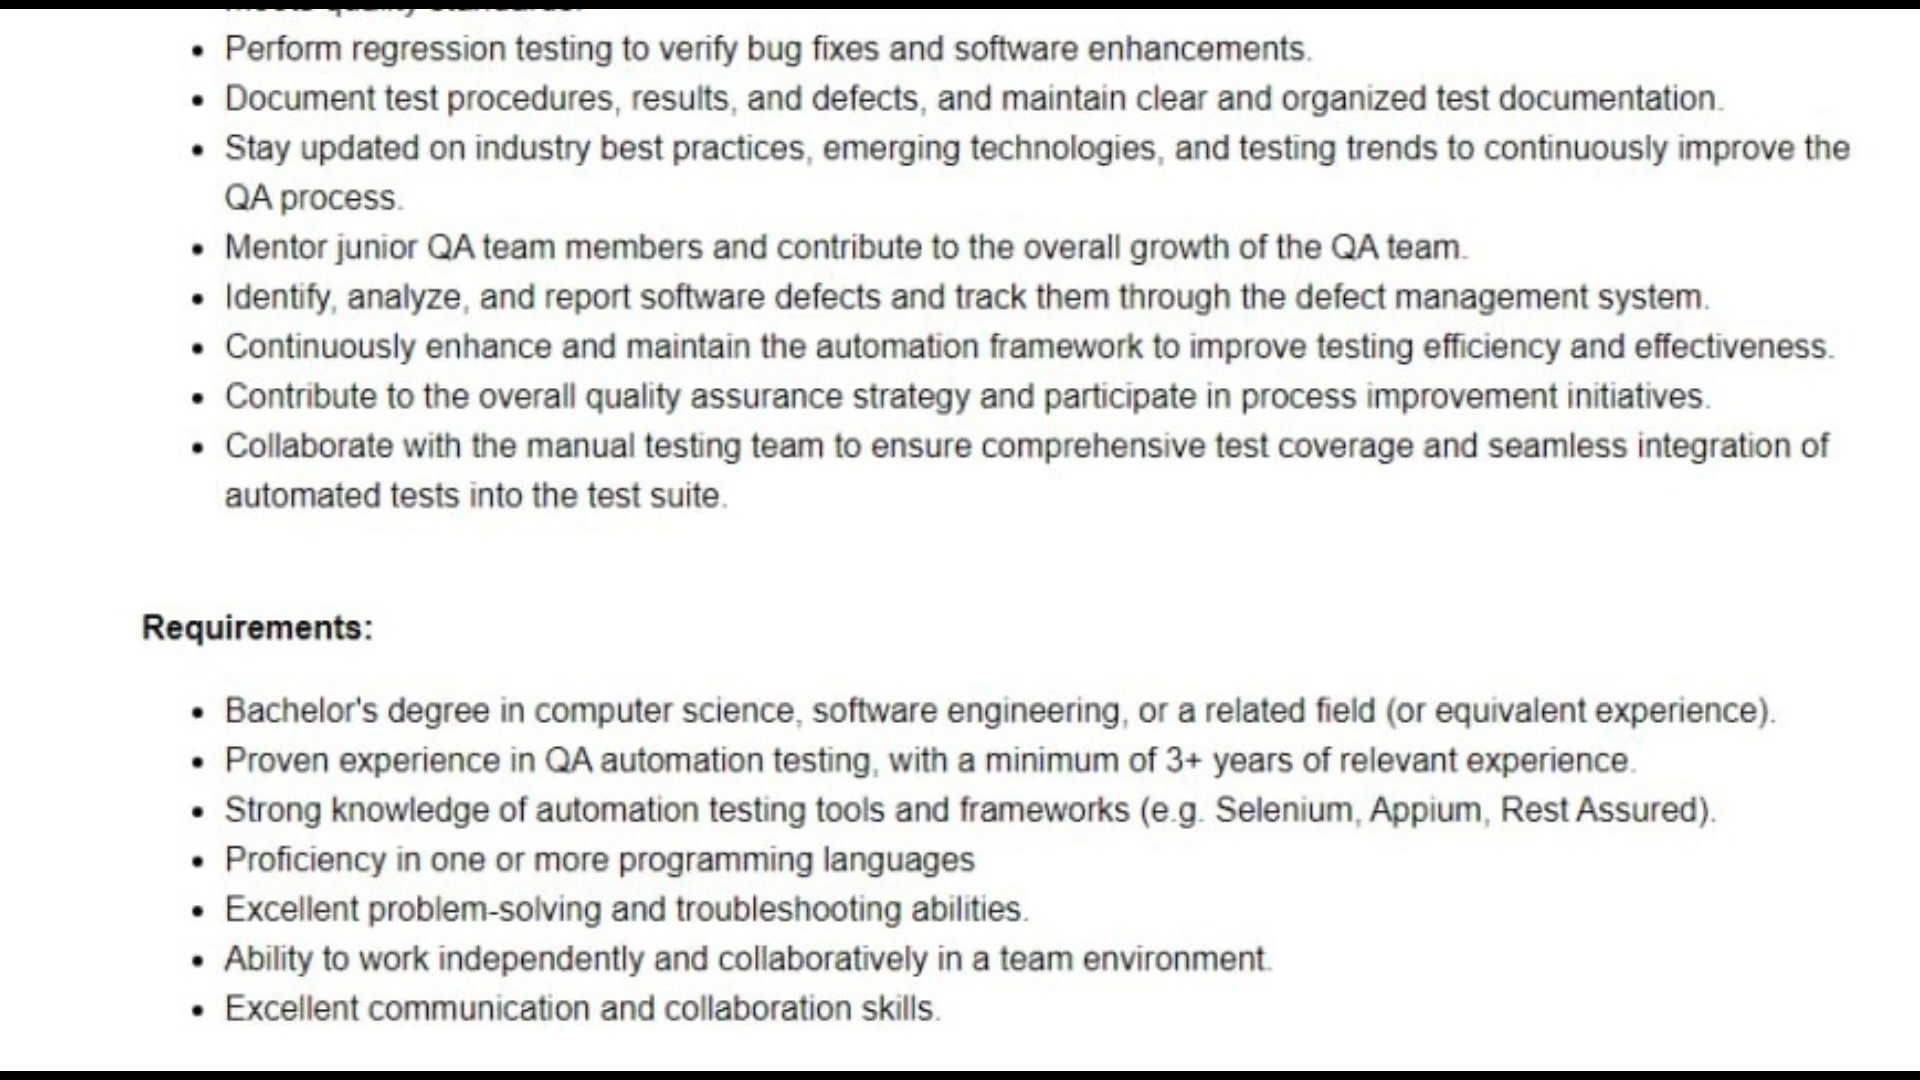 • Perform regression testing to verify bug fixes and software enhancements.
• Document test procedures, results, and defects, and maintain clear and organized test documentation.
• Stay updated on industry best practices, emerging technologies, and testing trends to continuously improve the
QA process.
• Mentor junior QA team members and contribute to the overall growth of the QA team.
• Identify, analyze, and report software defects and track them through the defect management system.
• Continuously enhance and maintain the automation framework to improve testing efficiency and effectiveness.
• Contribute to the overall quality assurance strategy and participate in process improvement initiatives.
• Collaborate with the manual testing team to ensure comprehensive test coverage and seamless integration of
automated tests into the test suite.
Requirements:
• Bachelor's degree in computer science, software engineering, or a related field (or equivalent experience).
• Proven experience in QA automation testing, with a minimum of 3+ years of relevant experience.
• Strong knowledge of automation testing tools and frameworks (e.g. Selenium, Appium, Rest Assured).
• Proficiency in one or more programming languages
• Excellent problem-solving and troubleshooting abilities.
• Ability to work independently and collaboratively in a team environment.
• Excellent communication and collaboration skills.